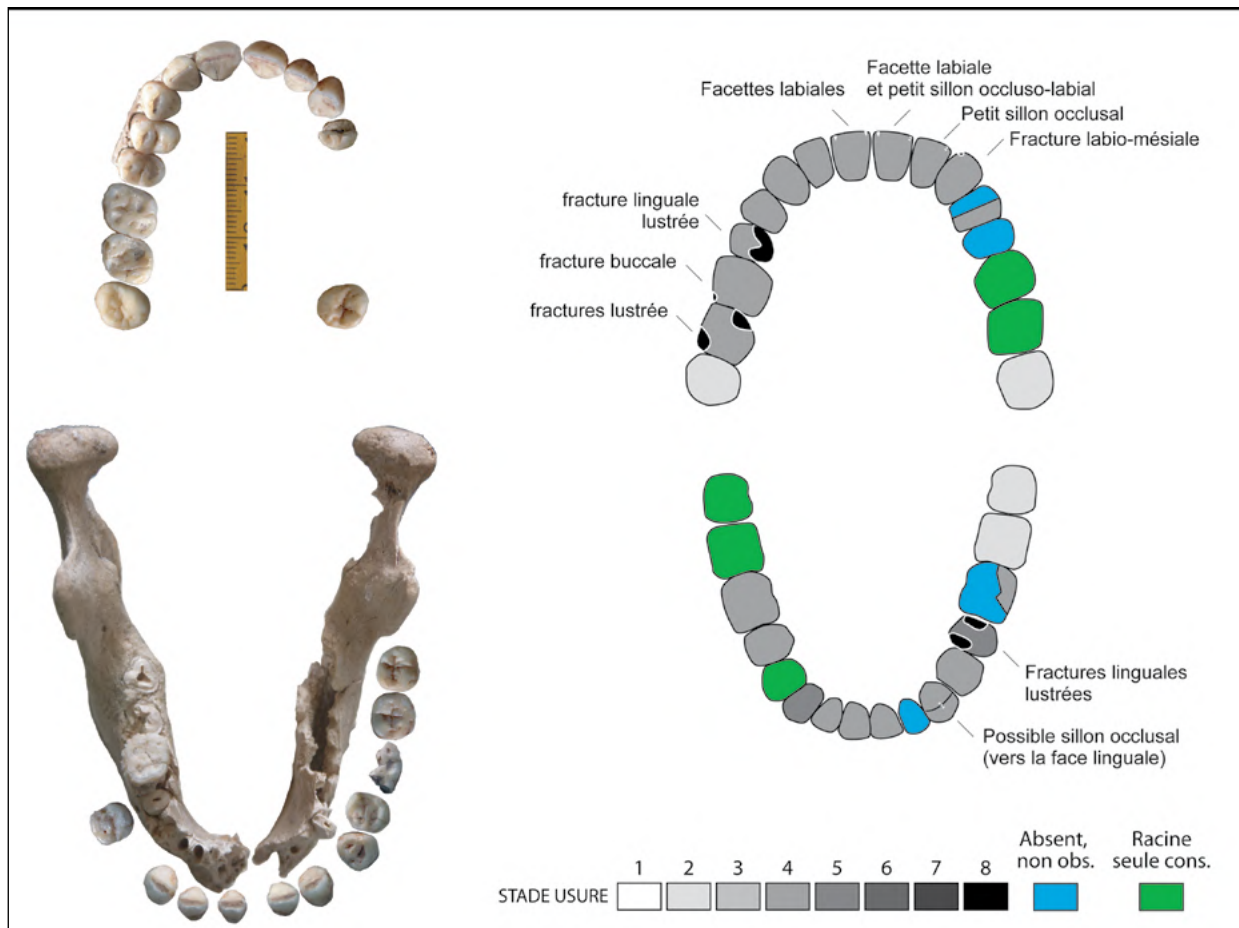 Facettes labiales
Facette labiale
et petit sillon occluso-labial
Petit sillon occlusal
Fracture labio-mésiale
fracture linguale
lustrée
fracture buccale
fractures lustrée
Fractures linguales
lustrées
Possible sillon occlusal
(vers la face linguale)
Absent,
non obs.
Racine
seule cons.
1 2 3 4 5 6 7 8
STADE USURE